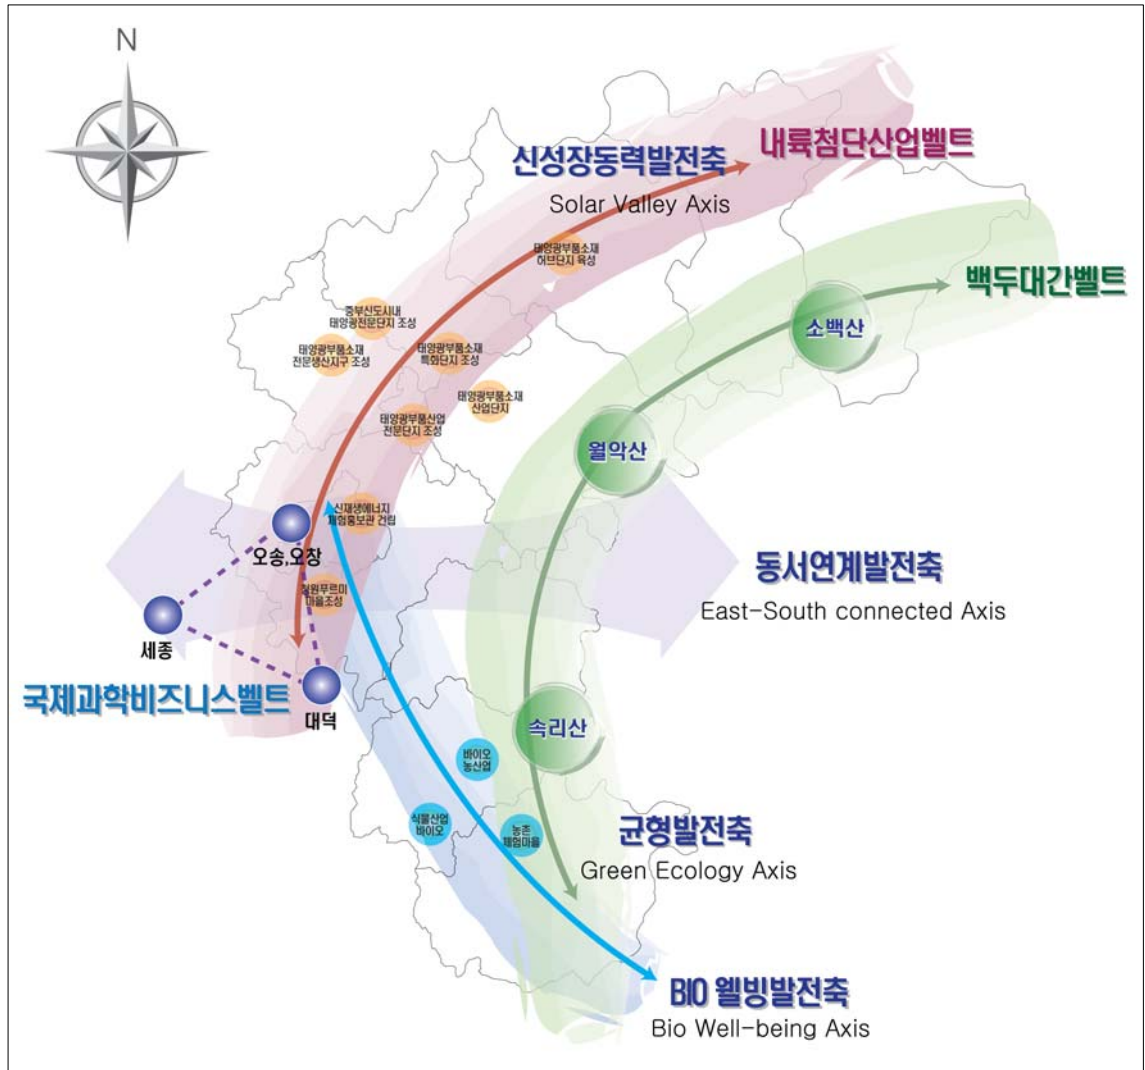 N
내륙첨단산업벨트
신성장동력발전축
Solar Valley Axis
태양광부품소재
허브단지 육성
백두대간벨트
소백산
중부신도시내
태양광전문단지 조성
태양광부품소재
전문생산지구 조성
태양광부품소재
특화단지 조성
태양광부품소재
산업단지
태양광부품산업
전문단지 조성
월악산
신재생에너지
체험홍보관 건립
오송,오창
동서연계발전축
East-South connected Axis
청원푸르미
마을조성
세종
국제과학비즈니스벨트
대덕
속리산
바이오
농산업
식물산업
바이오
농촌
체험마을
균형발전축
Green Ecology Axis
BIO 웰빙발전축
Bio Well-being Axis